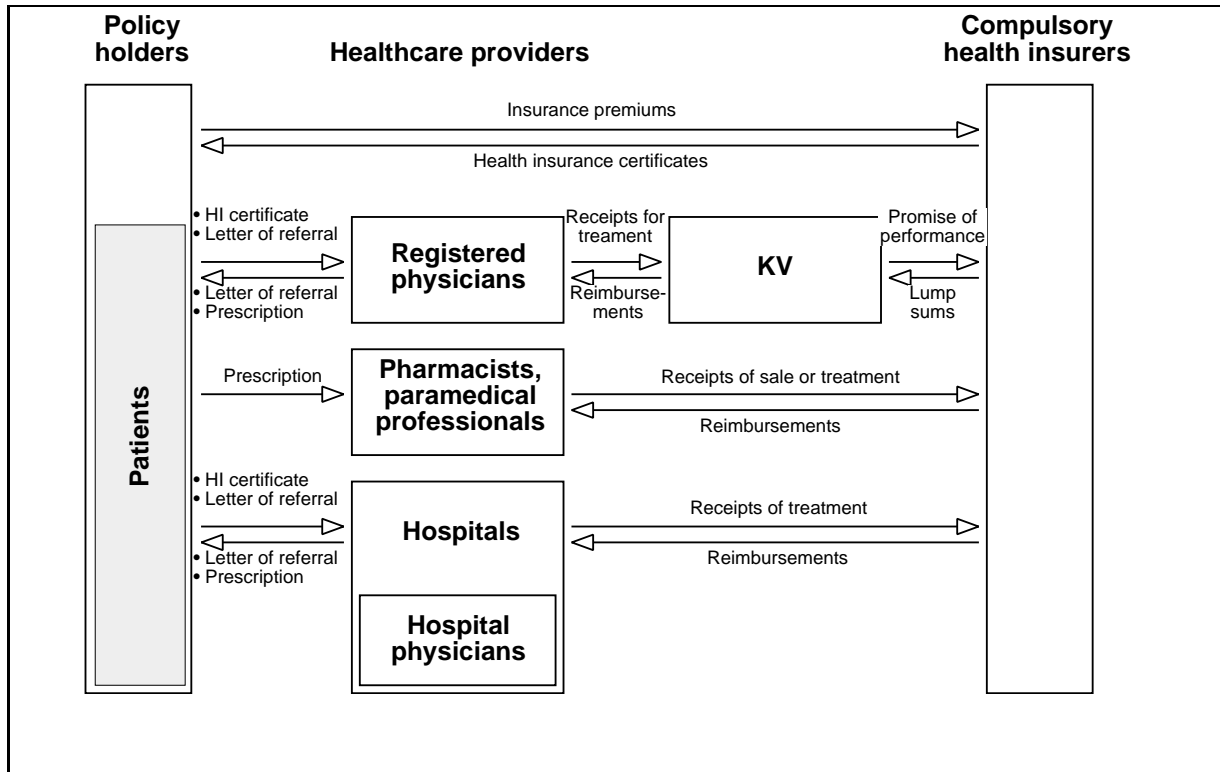 Policy
holders
Healthcare providers
Compulsory
health insurers
Insurance premiums
Health insurance certificates
• HI certificate
• Letter of referral
• Letter of referral
• Prescription
Registered
physicians
Receipts for
treament
Reimburse-
ments
KV
Promise of
performance
Lump
sums
Patients
Prescription
Pharmacists,
paramedical
professionals
Receipts of sale or treatment
Reimbursements
• HI certificate
• Letter of referral
• Letter of referral
• Prescription
Hospitals
Receipts of treatment
Reimbursements
Hospital
physicians